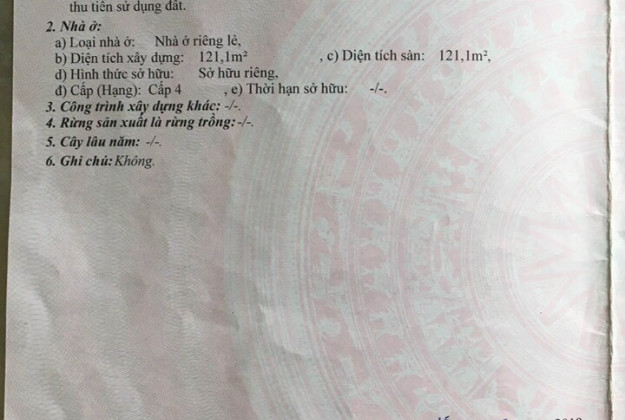 thu tiền sử dụng đất.
2. Nhà ở:
a) Loại nhà ở: Nhà ở riêng lẻ,
b) Diện tích xây dựng: 121,1m² , c) Diện tích sàn: 121,1m²,
d) Hình thức sở hữu: Sở hữu riêng,
đ) Cấp (Hạng): Cấp 4 , e) Thời hạn sở hữu: -/-.
3. Công trình xây dựng khác: -/-.
4. Rừng sản xuất là rừng trồng: -/-.
5. Cây lâu năm: -/-.
6. Ghi chú: Không.